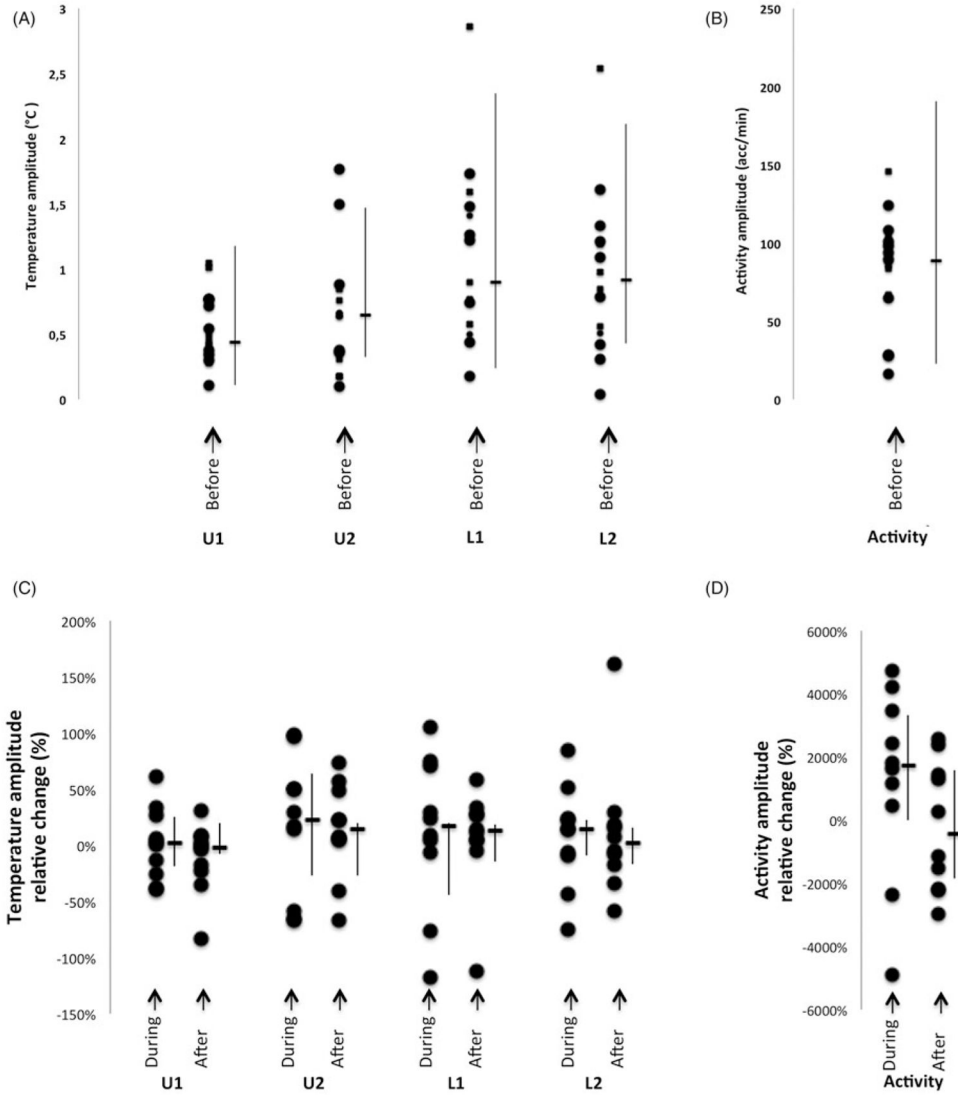 (A)
Temperature amplitude (°C)
3
2,5
2
1,5
1
0,5
0
Before
Before
Before
Before
U1
U2
L1
L2
(B)
Activity amplitude (acc/min)
250
200
150
100
50
0
Before
Activity
(C)
Temperature amplitude
relative change (%)
200%
150%
100%
50%
0%
-50%
-100%
-150%
During
After
During
After
During
After
During
After
U1
U2
L1
L2
(D)
Activity amplitude
relative change (%)
6000%
4000%
2000%
0%
-2000%
-4000%
-6000%
During
After
Activity